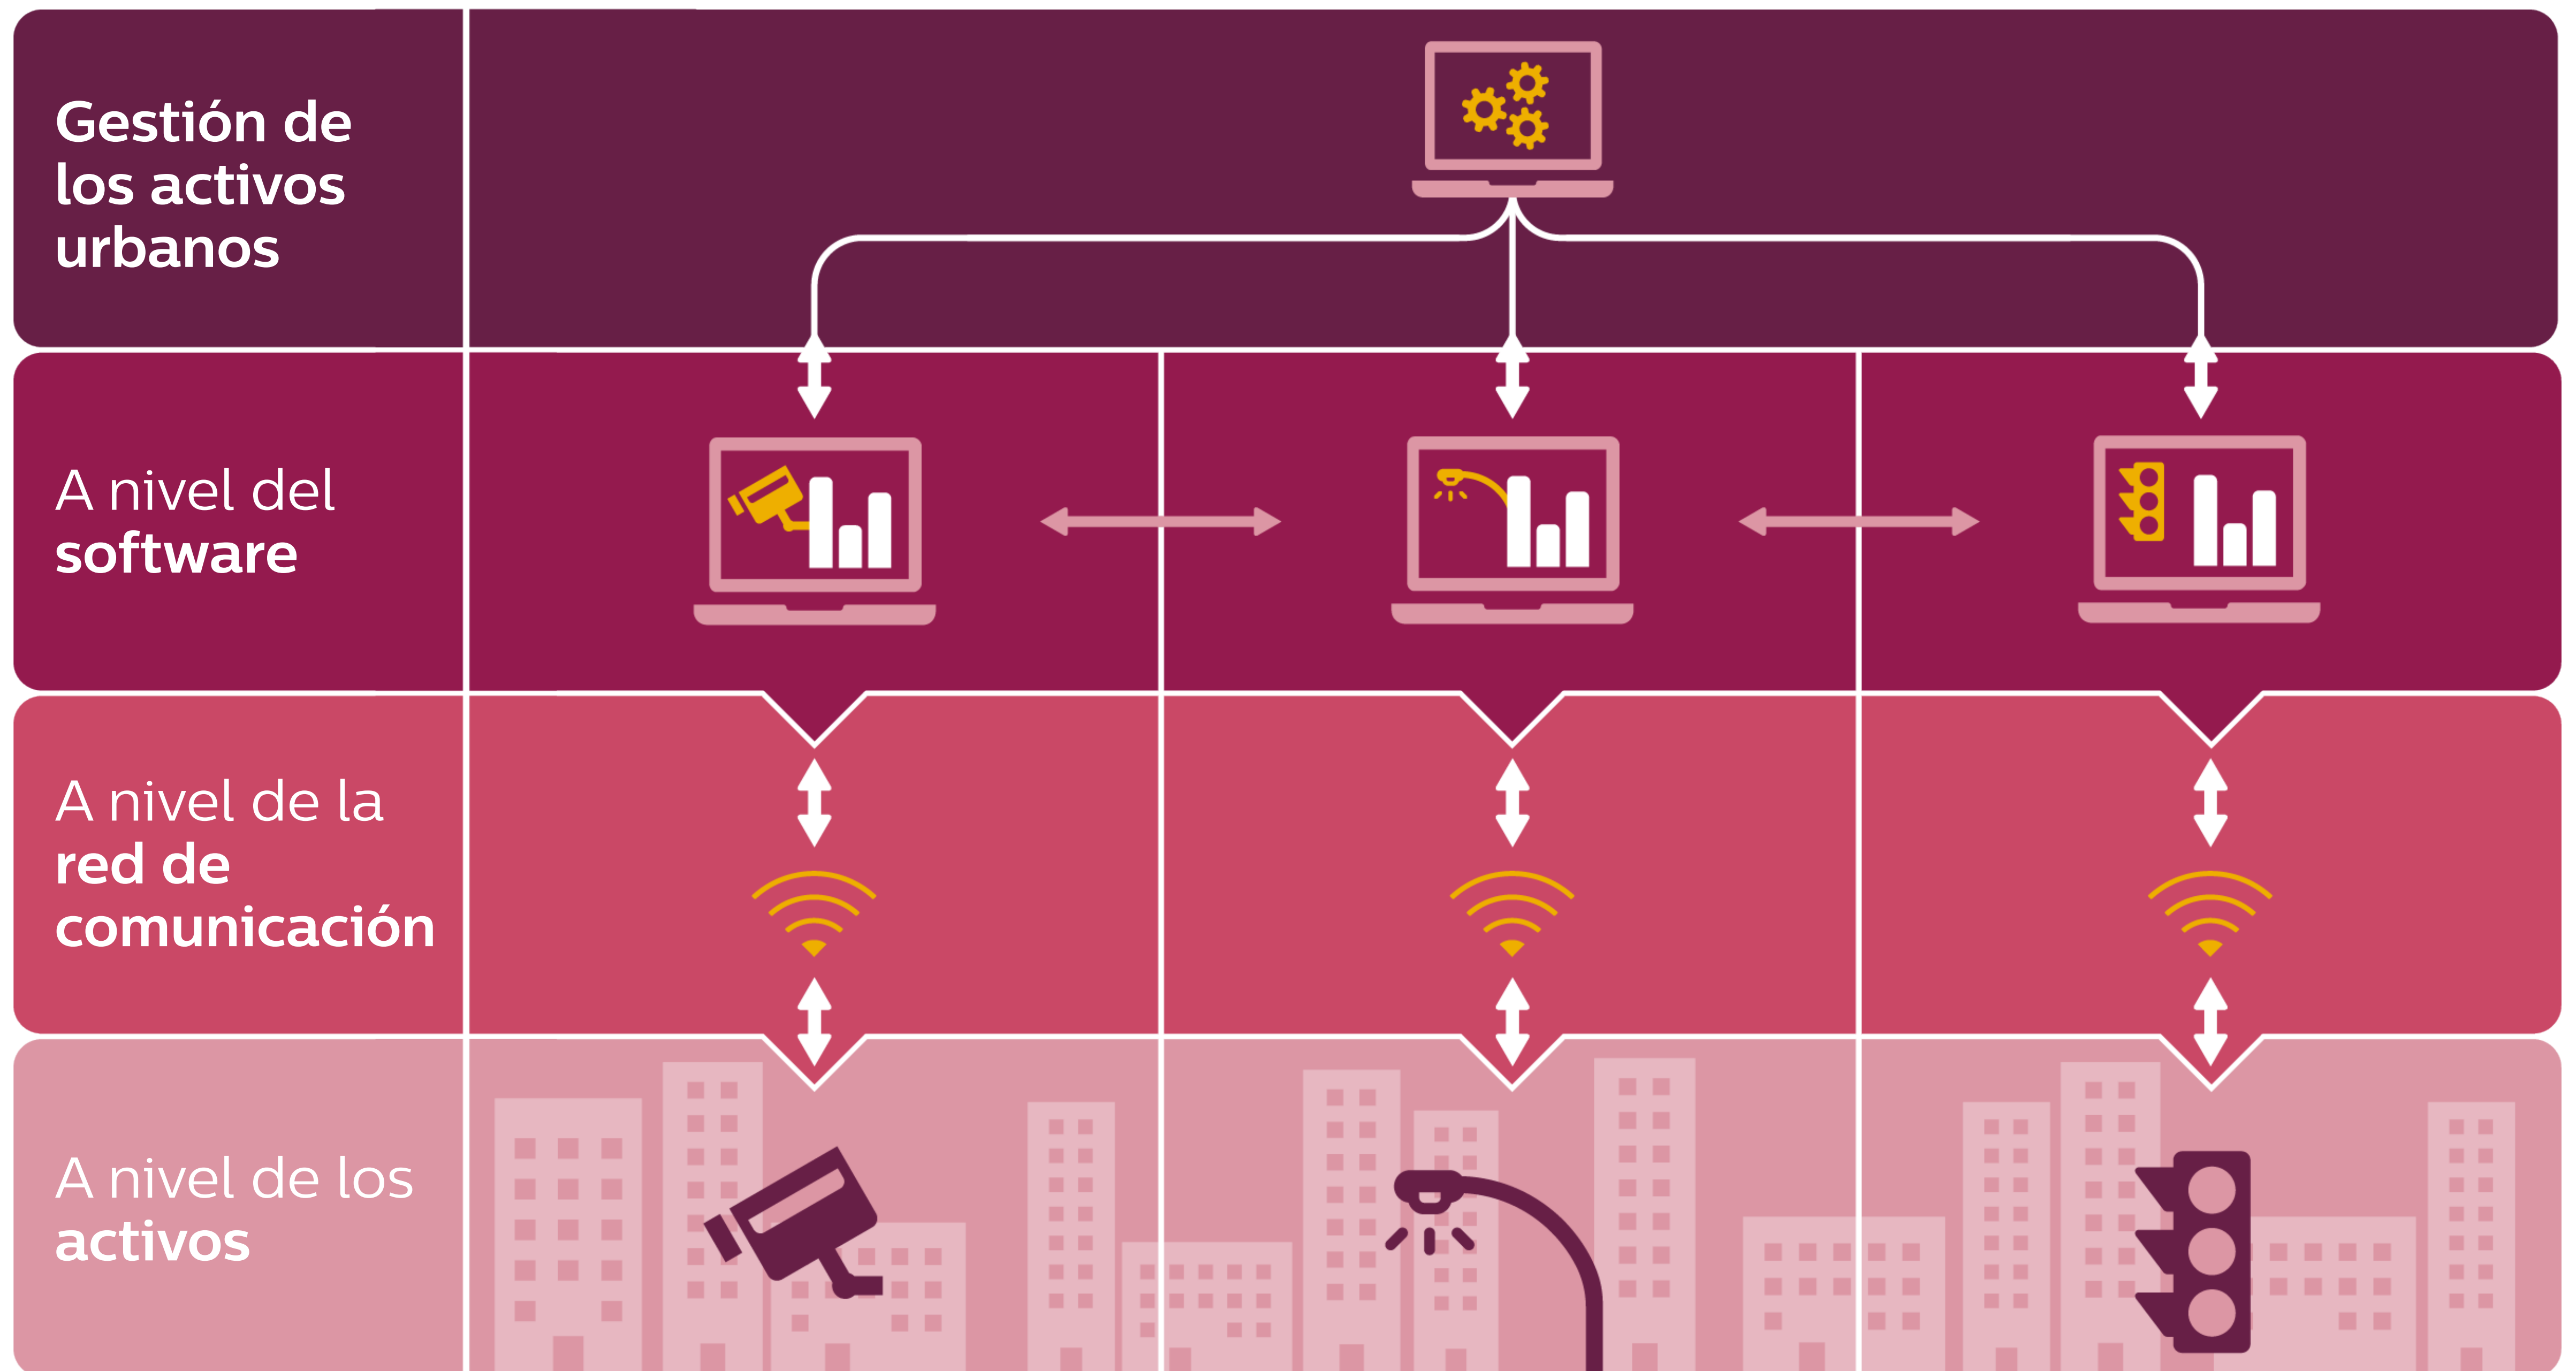 Gestión de
los activos
urbanos
A nivel del
software
A nivel de la
red de
comunicación
A nivel de los
activos